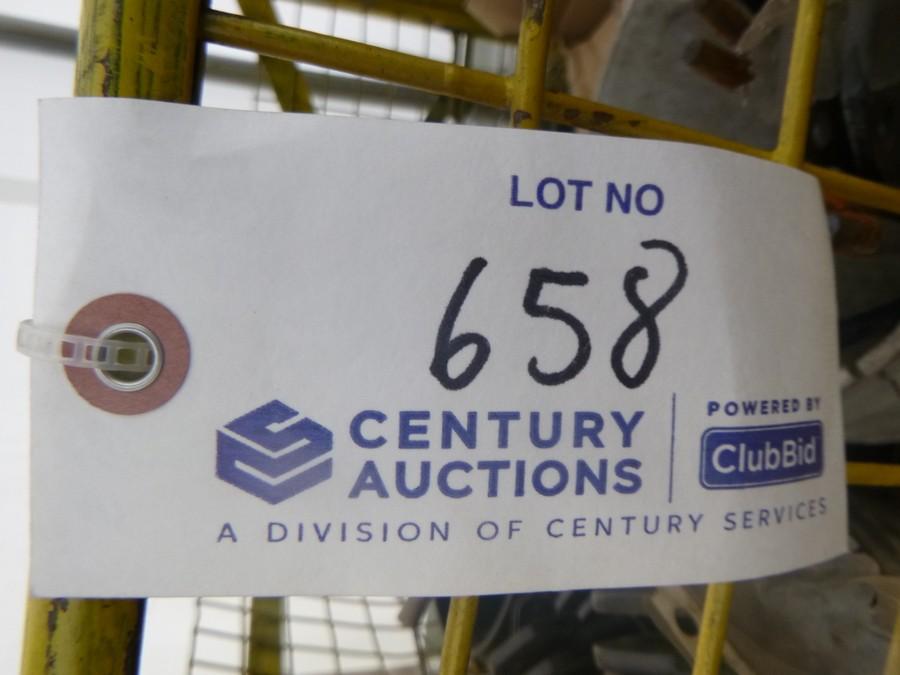 LOT NO
658
CENTURY
AUCTIONS
POWERED BY
ClubBid
A DIVISION OF CENTURY SERVICES